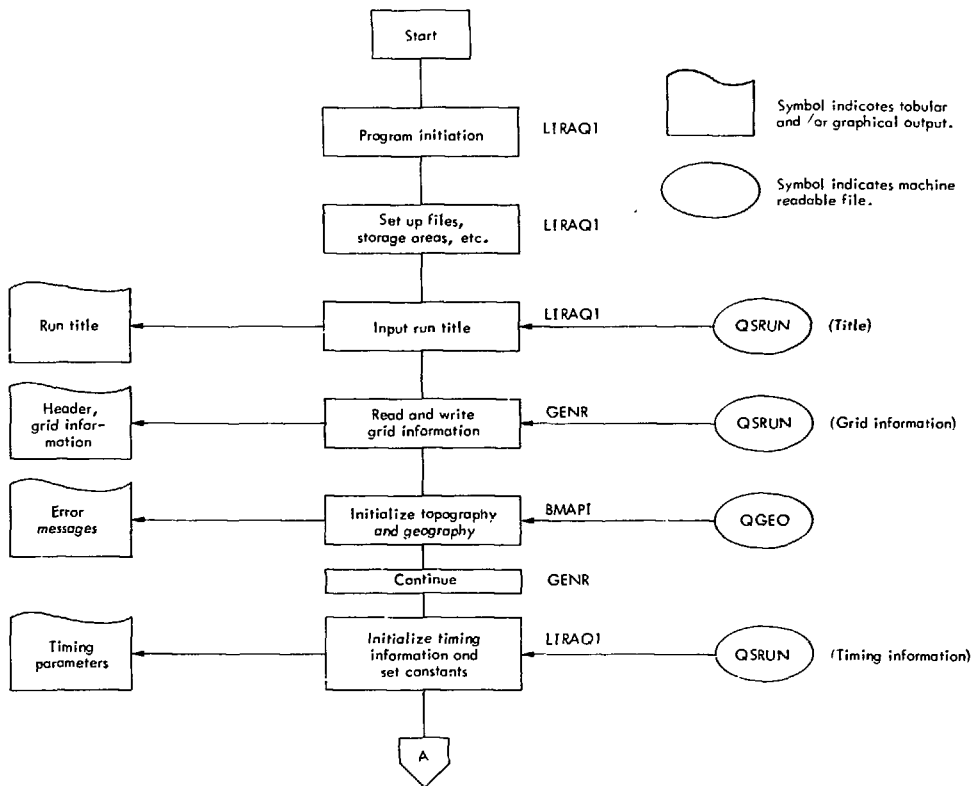 Start
Program initiation
LIRAQ1
Symbol indicates tabular
and /or graphical output.
Set up files,
storage areas, etc.
LIRAQ1
Symbol indicates machine
readable file.
Run title
Input run title
LIRAQ1
QSRUN
(Title)
Header,
grid infor-
mation
Read and write
grid information
GENR
QSRUN
(Grid information)
Error
messages
Initialize topography
and geography
BMAPI
QGEO
Continue
GENR
Timing
parameters
Initialize timing
information and
set constants
LIRAQ1
QSRUN
(Timing information)
A